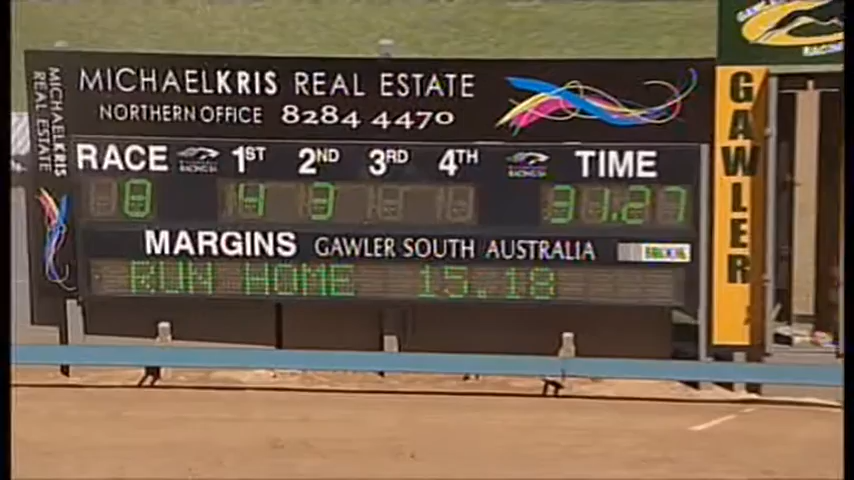 MICHAELKRIS REAL ESTATE
NORTHERN OFFICE 8284 4470
MICHAELKRIS
REAL ESTATE
RACE 1ST 2ND 3RD 4TH TIME
4 3 31.27
MARGINS GAWLER SOUTH AUSTRALIA
RUN HOME 15.18
GAWLER
RACING